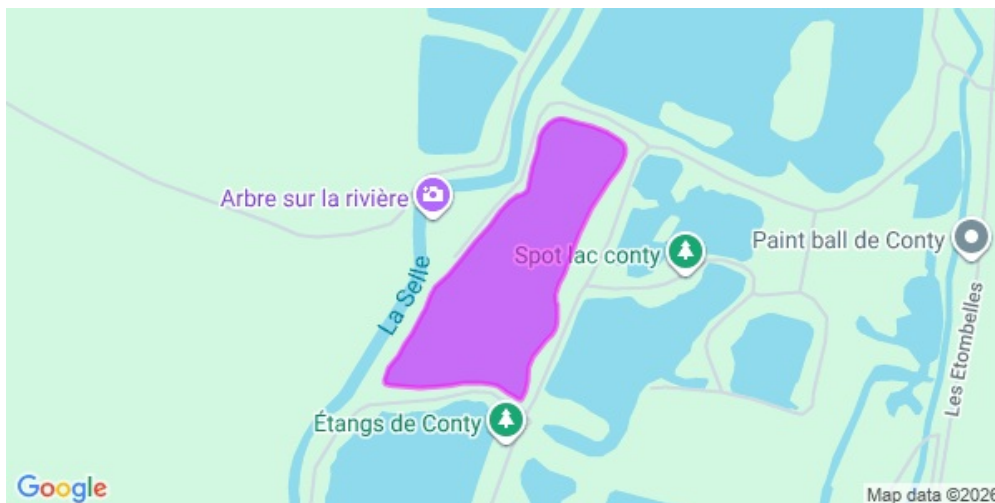 Arbre sur la rivière
Spot lac conty
Paint ball de Conty
La Selle
Les Etombelles
Étangs de Conty
Google
Map data ©2026